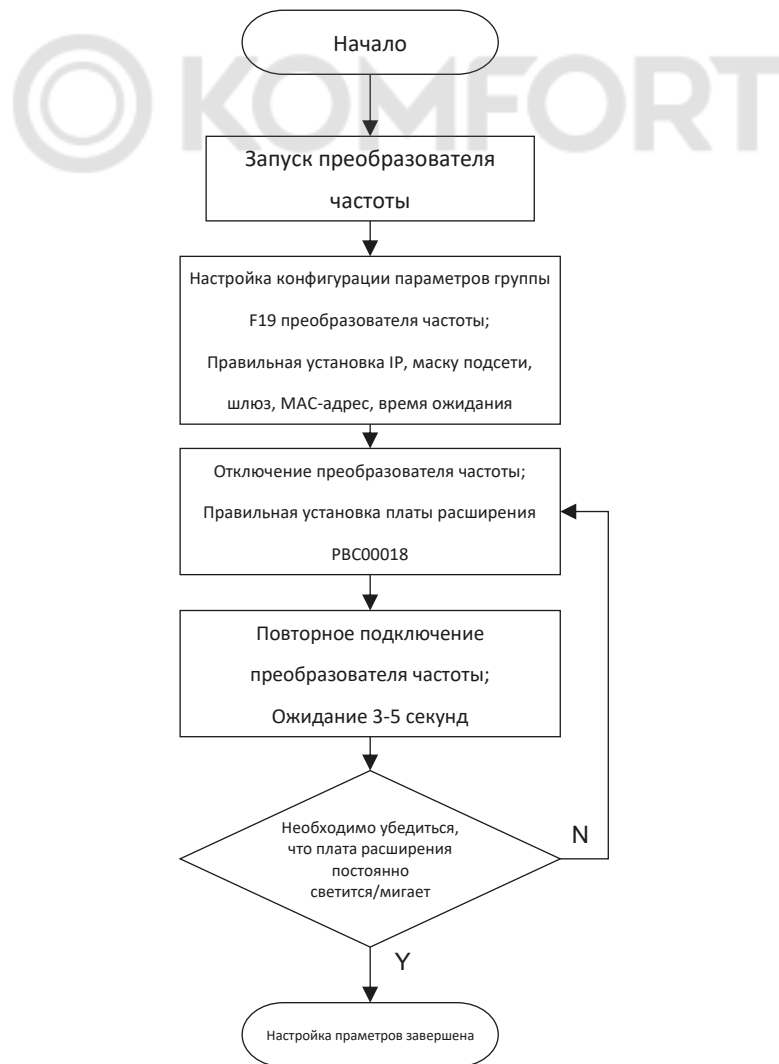 Начало
KOMFORT
Запуск преобразователя
частоты
Настройка конфигурации параметров группы
F19 преобразователя частоты;
Правильная установка IP, маску подсети,
шлюз, MAC-адрес, время ожидания
Отключение преобразователя частоты;
Правильная установка платы расширения
PBC00018
Повторное подключение
преобразователя частоты;
Ожидание 3-5 секунд
Необходимо убедиться,
что плата расширения
постоянно
светится/мигает
N
Y
Настройка праметров завершена